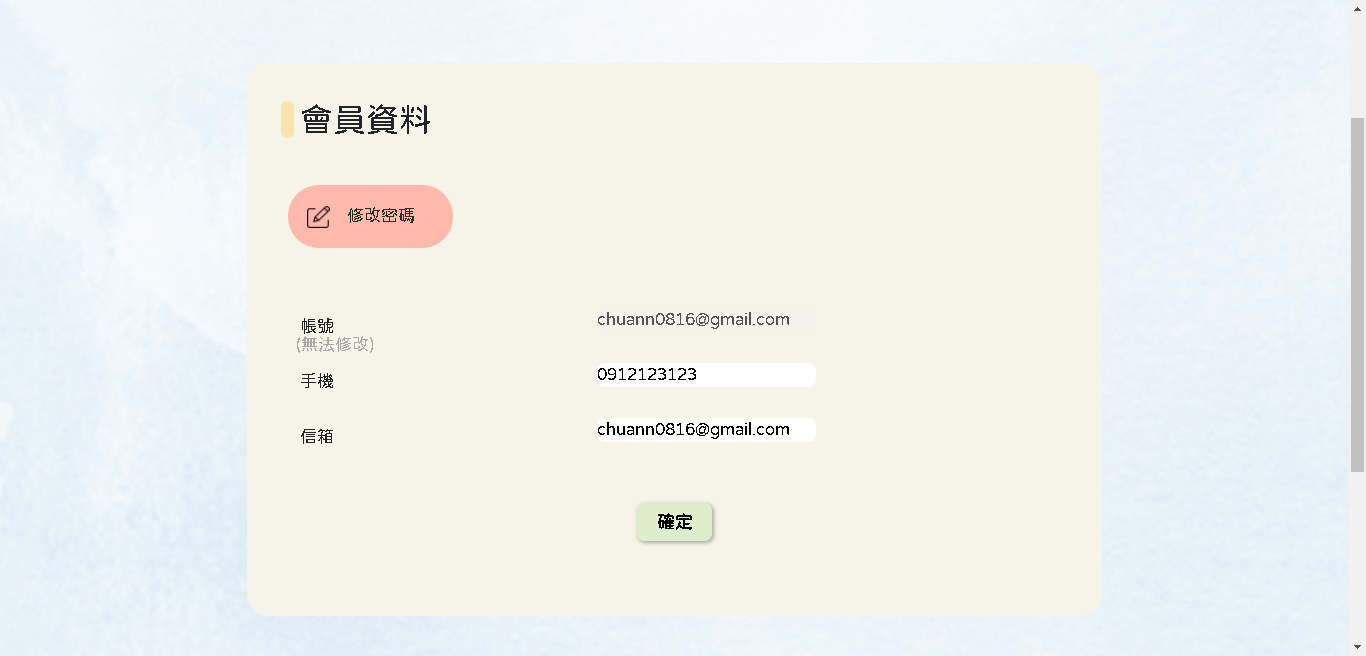 會員資料
修改密碼
帳號 chuann0816@gmail.com
(無法修改)
手機 0912123123
信箱 chuann0816@gmail.com
確定